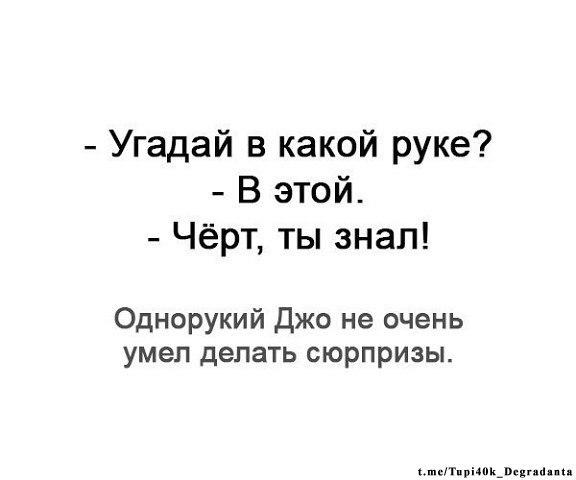 - Угадай в какой руке?
- В этой.
- Чёрт, ты знал!
Однорукий Джо не очень
умел делать сюрпризы.
t.me/Tupi40k_Degradanta